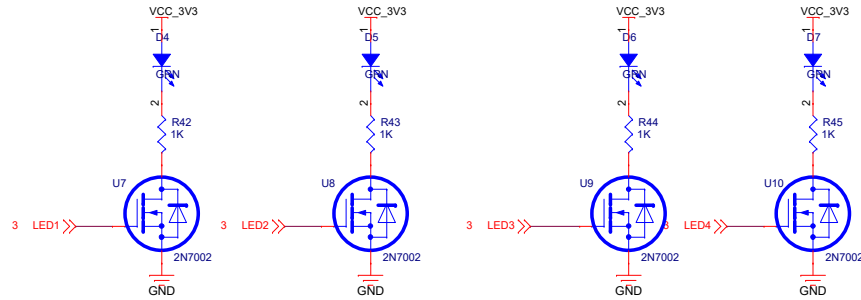 VCC_3V3 VCC_3V3 VCC_3V3 VCC_3V3
1 D4 1 D5 1 D6 1 D7
GRN GRN GRN GRN
2 2 2 2
R42 R43 R44 R45
1K 1K 1K 1K
U7 U8 U9 U10
3 LED1 3 LED2 3 LED3 3 LED4
2N7002 2N7002 2N7002 2N7002
GND GND GND GND